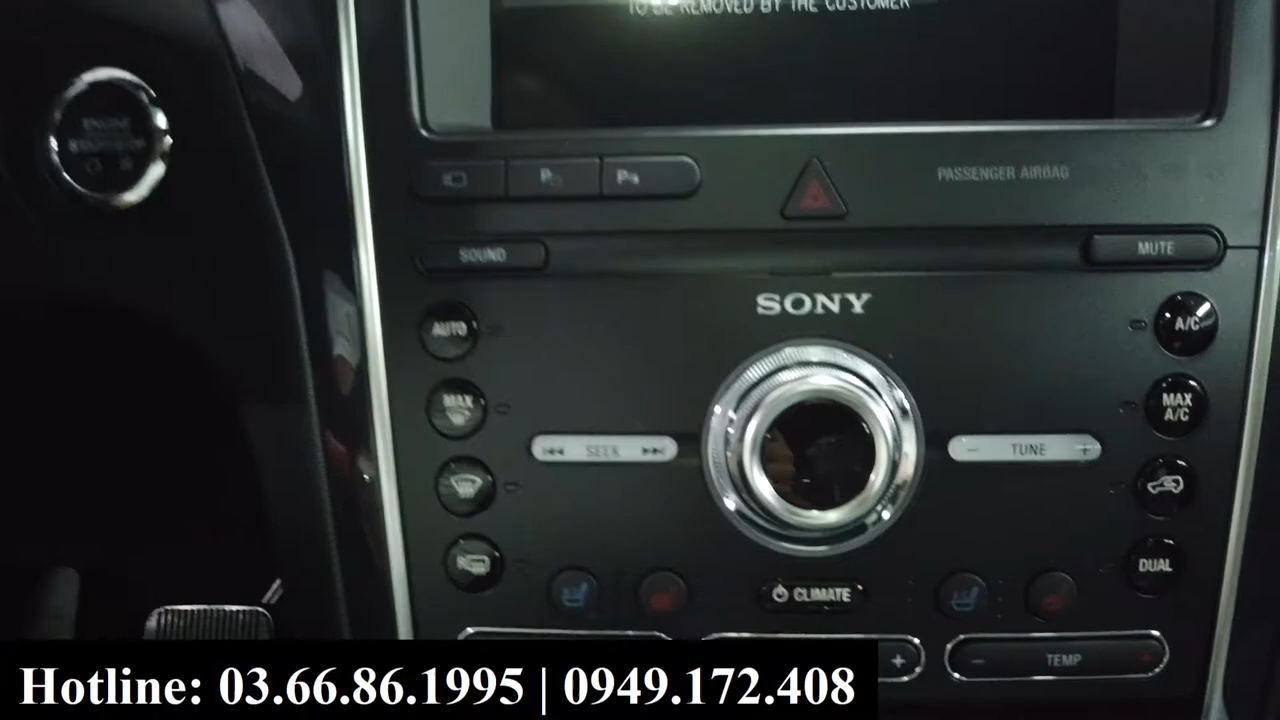 TO BE REMOVED BY THE CUSTOMER
ENGINE
PASSENGER AIRBAG
SOUND
MUTE
SONY
AUTO
A/C
MAX
MAX
A/C
SEEK
TUNE
DUAL
CLIMATE
TEMP
Hotline: 03.66.86.1995 | 0949.172.408